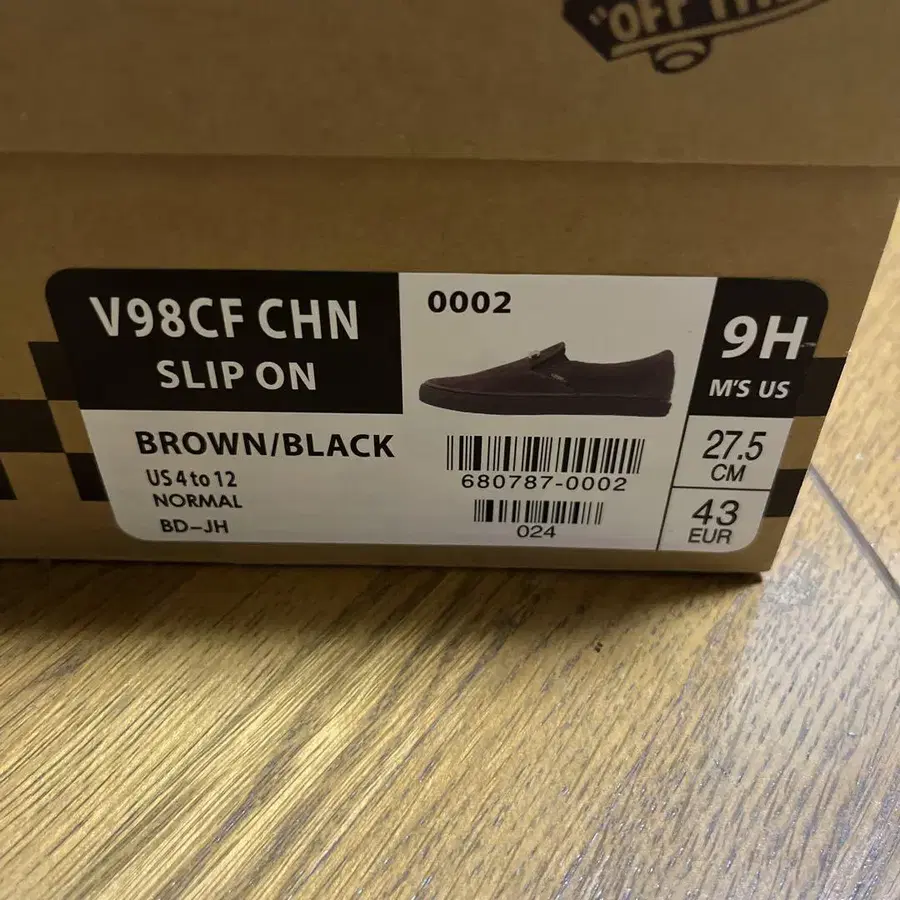 "OFF THE
V98CF CHN
SLIP ON
0002
9H
M'S US
BROWN/BLACK
US 4 to 12
NORMAL
BD-JH
680787-0002
024
27.5
CM
43
EUR